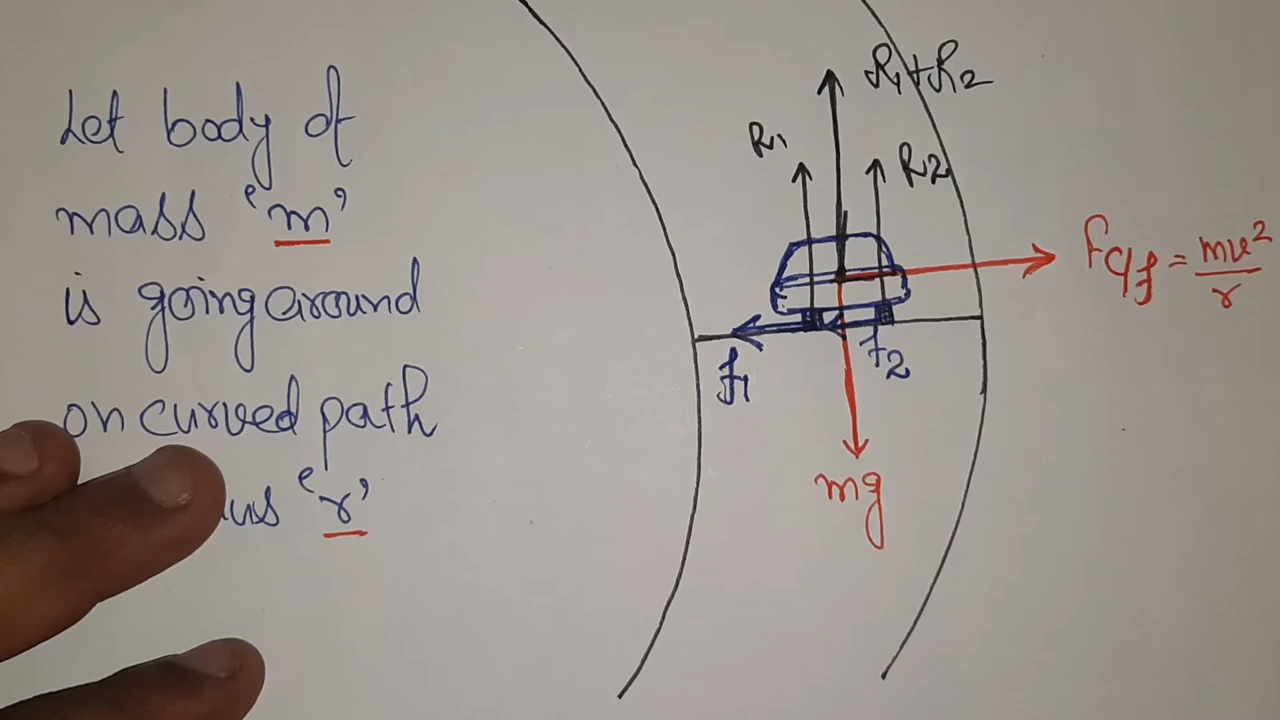 Let body of
mass 'm'
is going around
on curved path
'r'
R1+R2
R1
R2
Fcf = mv²/r
f1
f2
mg